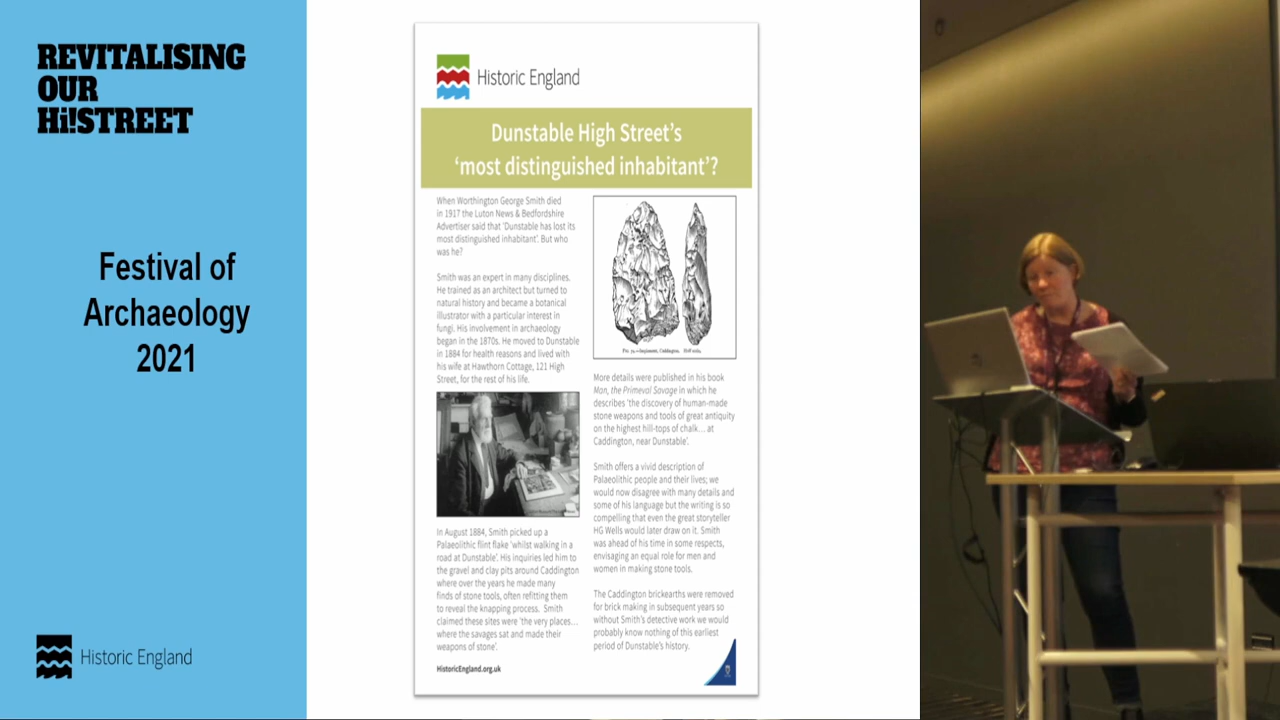 REVITALISING
OUR
Hi!STREET
Festival of
Archaeology
2021
Historic England
Historic England
Dunstable High Street's
'most distinguished inhabitant'?
When Worthington George Smith died
in 1917 the Luton News & Bedfordshire
Advertiser said that 'Dunstable has lost its
most distinguished inhabitant'. But who
was he?
Smith was an expert in many disciplines.
He trained as an architect but turned to
natural history and became a botanical
illustrator with a particular interest in
fungi. His involvement in archaeology
began in the 1870s. He moved to Dunstable
in 1884 for health reasons and lived with
his wife at Hawthorn Cottage, 121 High
Street, for the rest of his life.
In August 1884, Smith picked up a
Palaeolithic flint flake 'whilst walking in a
road at Dunstable'. His inquiries led him to
the gravel and clay pits around Caddington
where over the years he made many
finds of stone tools, often refitting them
to reveal the knapping process. Smith
claimed these sites were 'the very places...
where the savages sat and made their
weapons of stone'.
HistoricEngland.org.uk
Caddington.
More details were published in his book
Man, the Primeval Savage in which he
describes 'the discovery of human-made
stone weapons and tools of great antiquity
on the highest hill-tops of chalk... at
Caddington, near Dunstable'.
Smith offers a vivid description of
Palaeolithic people and their lives; we
would now disagree with many details and
some of his language but the writing is so
compelling that even the great storyteller
HG Wells would later draw on it. Smith
was ahead of his time in some respects,
envisaging an equal role for men and
women in making stone tools.
The Caddington brickearths were removed
for brick making in subsequent years so
without Smith's detective work we would
probably know nothing of this earliest
period of Dunstable's history.